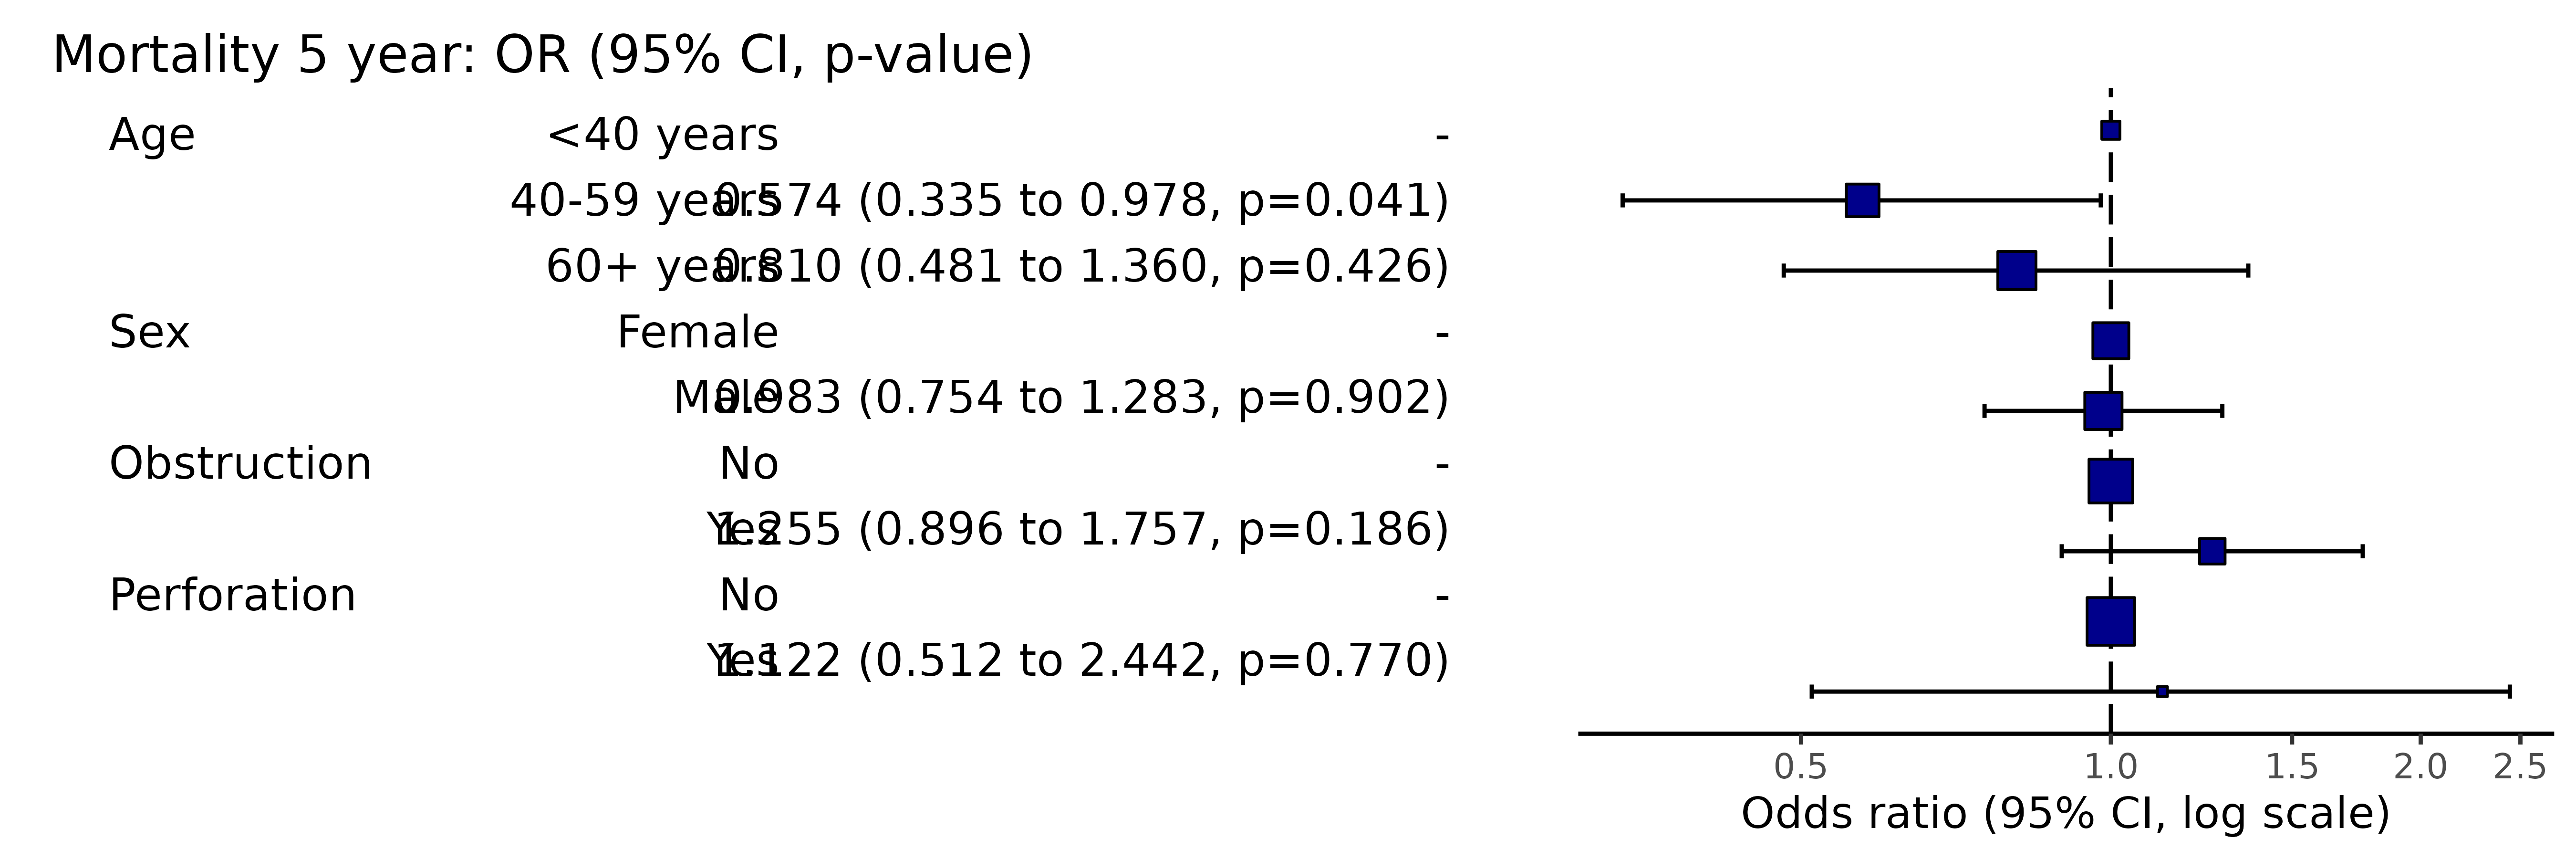 Mortality 5 year: OR (95% CI, p-value)
Age <40 years -
40-59 years 0.574 (0.335 to 0.978, p=0.041)
60+ years 0.810 (0.481 to 1.360, p=0.426)
Sex Female -
Male 0.983 (0.754 to 1.283, p=0.902)
Obstruction No -
Yes 1.255 (0.896 to 1.757, p=0.186)
Perforation No -
Yes 1.122 (0.512 to 2.442, p=0.770)
0.5 1.0 1.5 2.0 2.5
Odds ratio (95% CI, log scale)